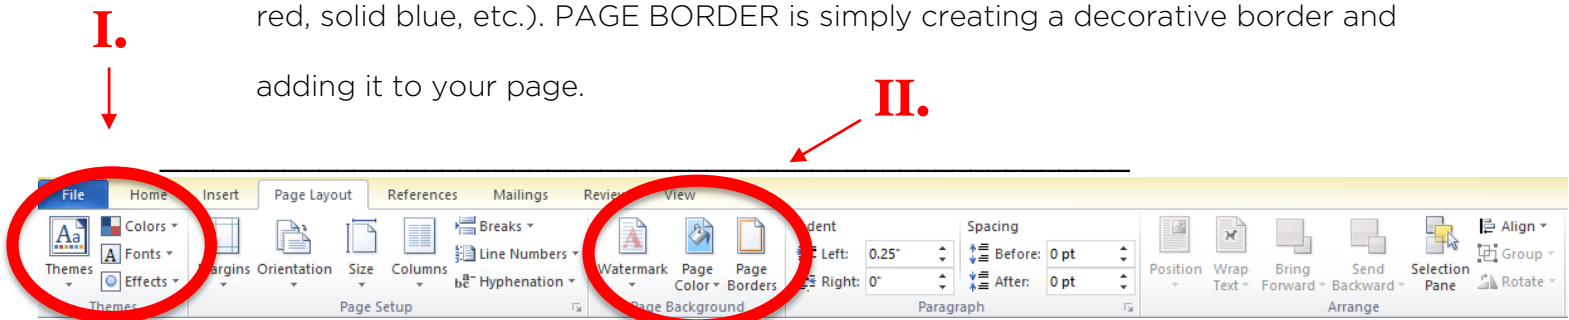 red, solid blue, etc.). PAGE BORDER is simply creating a decorative border and
I.
adding it to your page.
II.
File Home Insert Page Layout References Mailings Review View
Aa Colors Breaks Indent Spacing Align
A Fonts Line Numbers Left: 0.25" Before: 0 pt Group
Themes Effects Margins Orientation Size Columns Hyphenation Watermark Page Color Page Borders Right: 0" After: 0 pt Position Wrap Text Bring Forward Send Backward Selection Pane Rotate
Themes Page Setup Page Background Paragraph Arrange